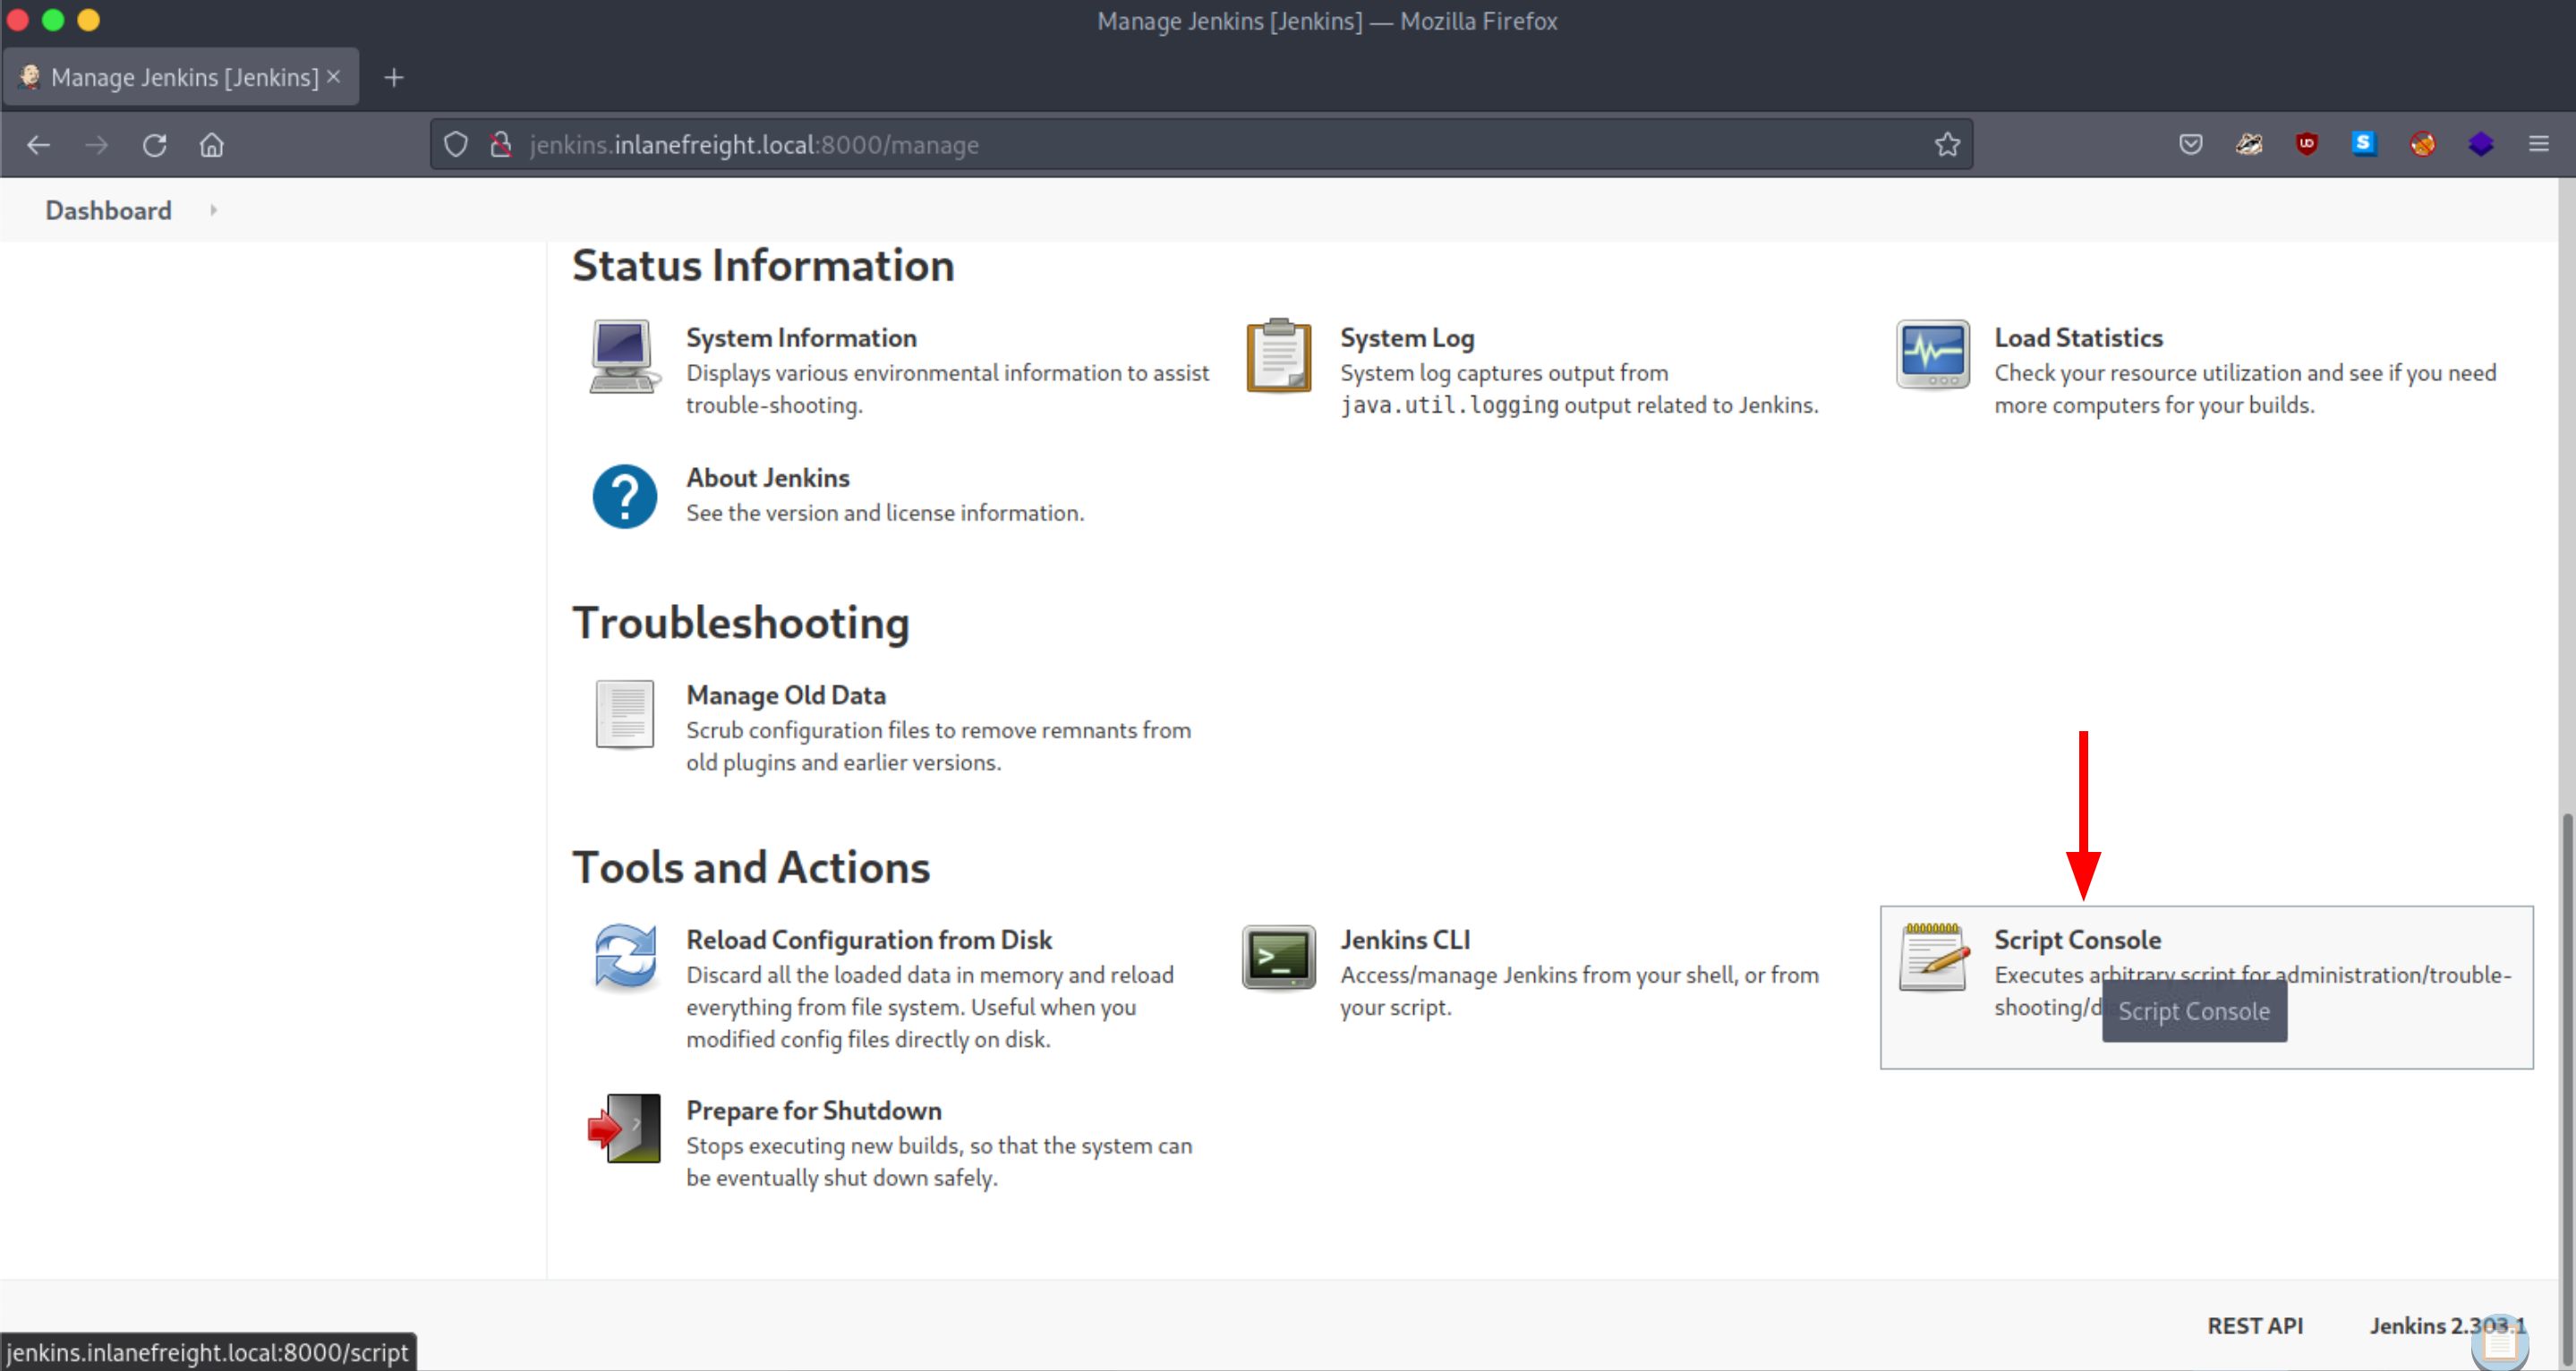 Manage Jenkins [Jenkins] — Mozilla Firefox
Manage Jenkins [Jenkins]
jenkins.inlanefreight.local:8000/manage
Dashboard
Status Information
System Information
Displays various environmental information to assist
trouble-shooting.
System Log
System log captures output from
java.util.logging output related to Jenkins.
Load Statistics
Check your resource utilization and see if you need
more computers for your builds.
About Jenkins
See the version and license information.
Troubleshooting
Manage Old Data
Scrub configuration files to remove remnants from
old plugins and earlier versions.
Tools and Actions
Reload Configuration from Disk
Discard all the loaded data in memory and reload
everything from file system. Useful when you
modified config files directly on disk.
Jenkins CLI
Access/manage Jenkins from your shell, or from
your script.
Script Console
Executes arbitrary script for administration/trouble-
shooting/d
Script Console
Prepare for Shutdown
Stops executing new builds, so that the system can
be eventually shut down safely.
REST API
Jenkins 2.303.1
jenkins.inlanefreight.local:8000/script